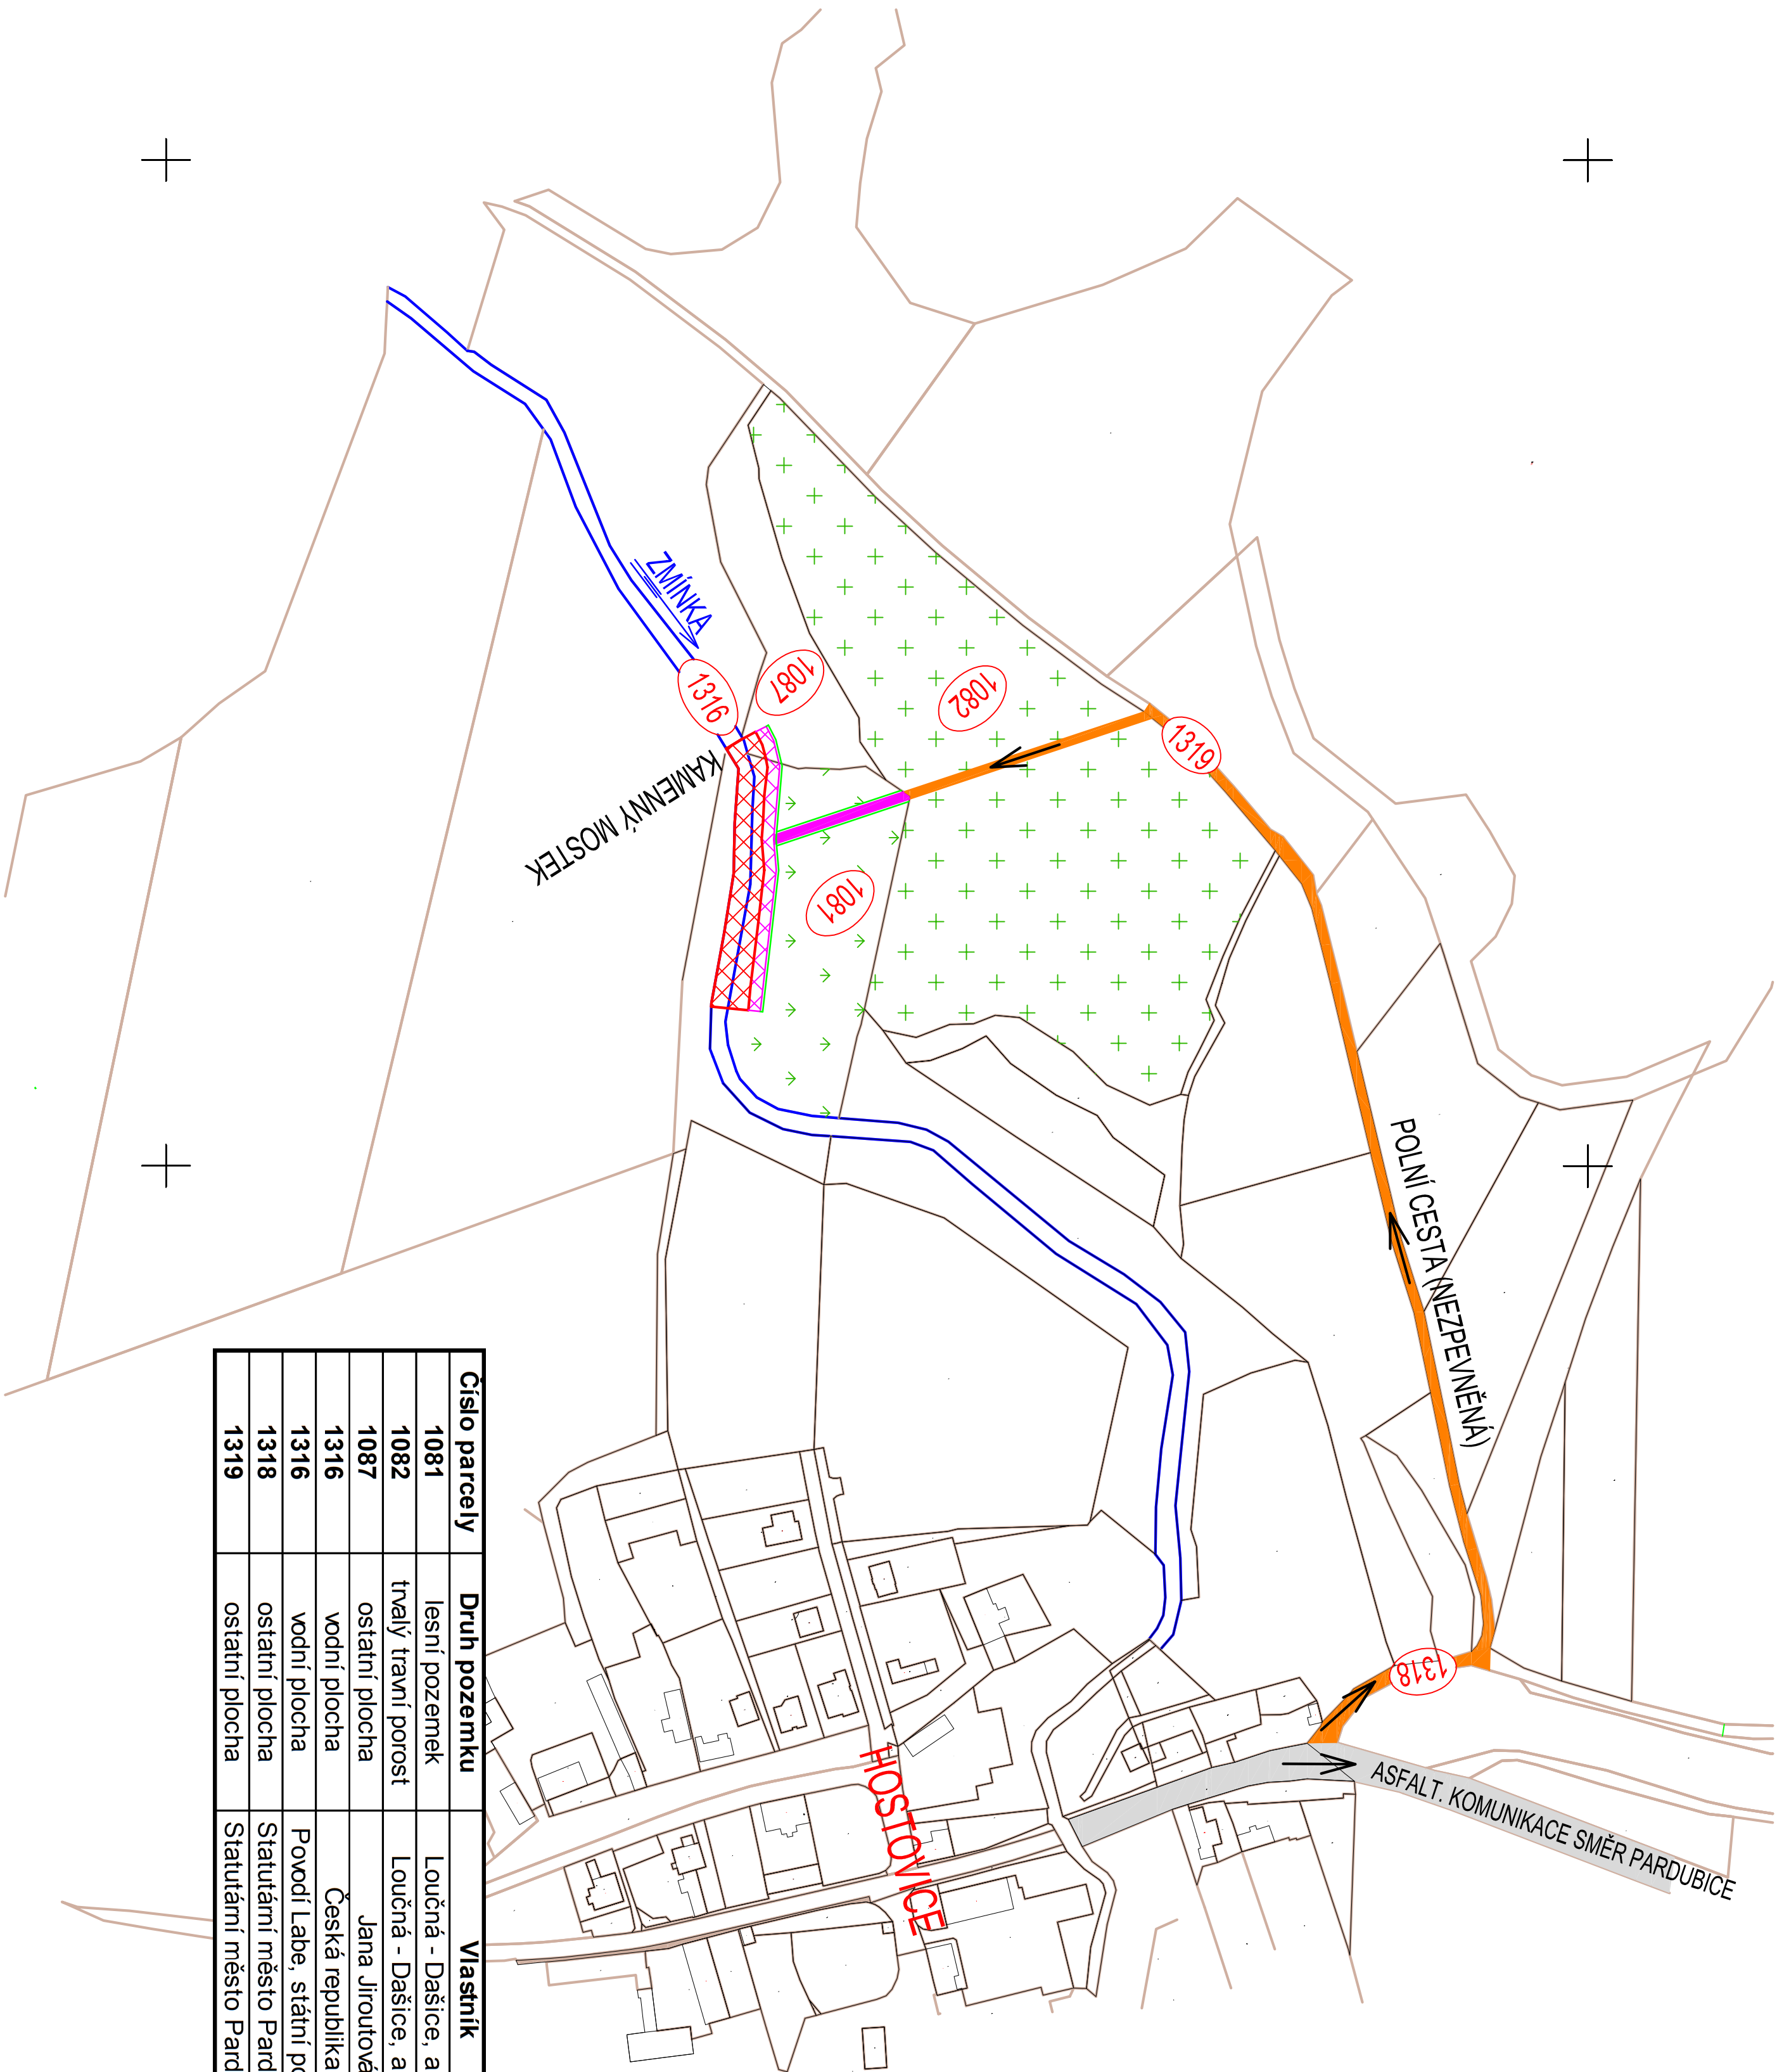 ZMÍNKA
1316
1087
1082
1319
KAMENNÝ MOSTEK
1081
POLNÍ CESTA (NEZPEVNĚNÁ)
1318
HOSTOVICE
ASFALT. KOMUNIKACE SMĚR PARDUBICE
Číslo parcely Druh pozemku Vlastník
1081 lesní pozemek Loučná - Dašice, a
1082 trvalý travní porost Loučná - Dašice, a
1087 ostatní plocha Jana Jiroutová
1316 vodní plocha Česká republika
1316 vodní plocha Povodí Labe, státní po
1318 ostatní plocha Statutární město Pard
1319 ostatní plocha Statutární město Pard